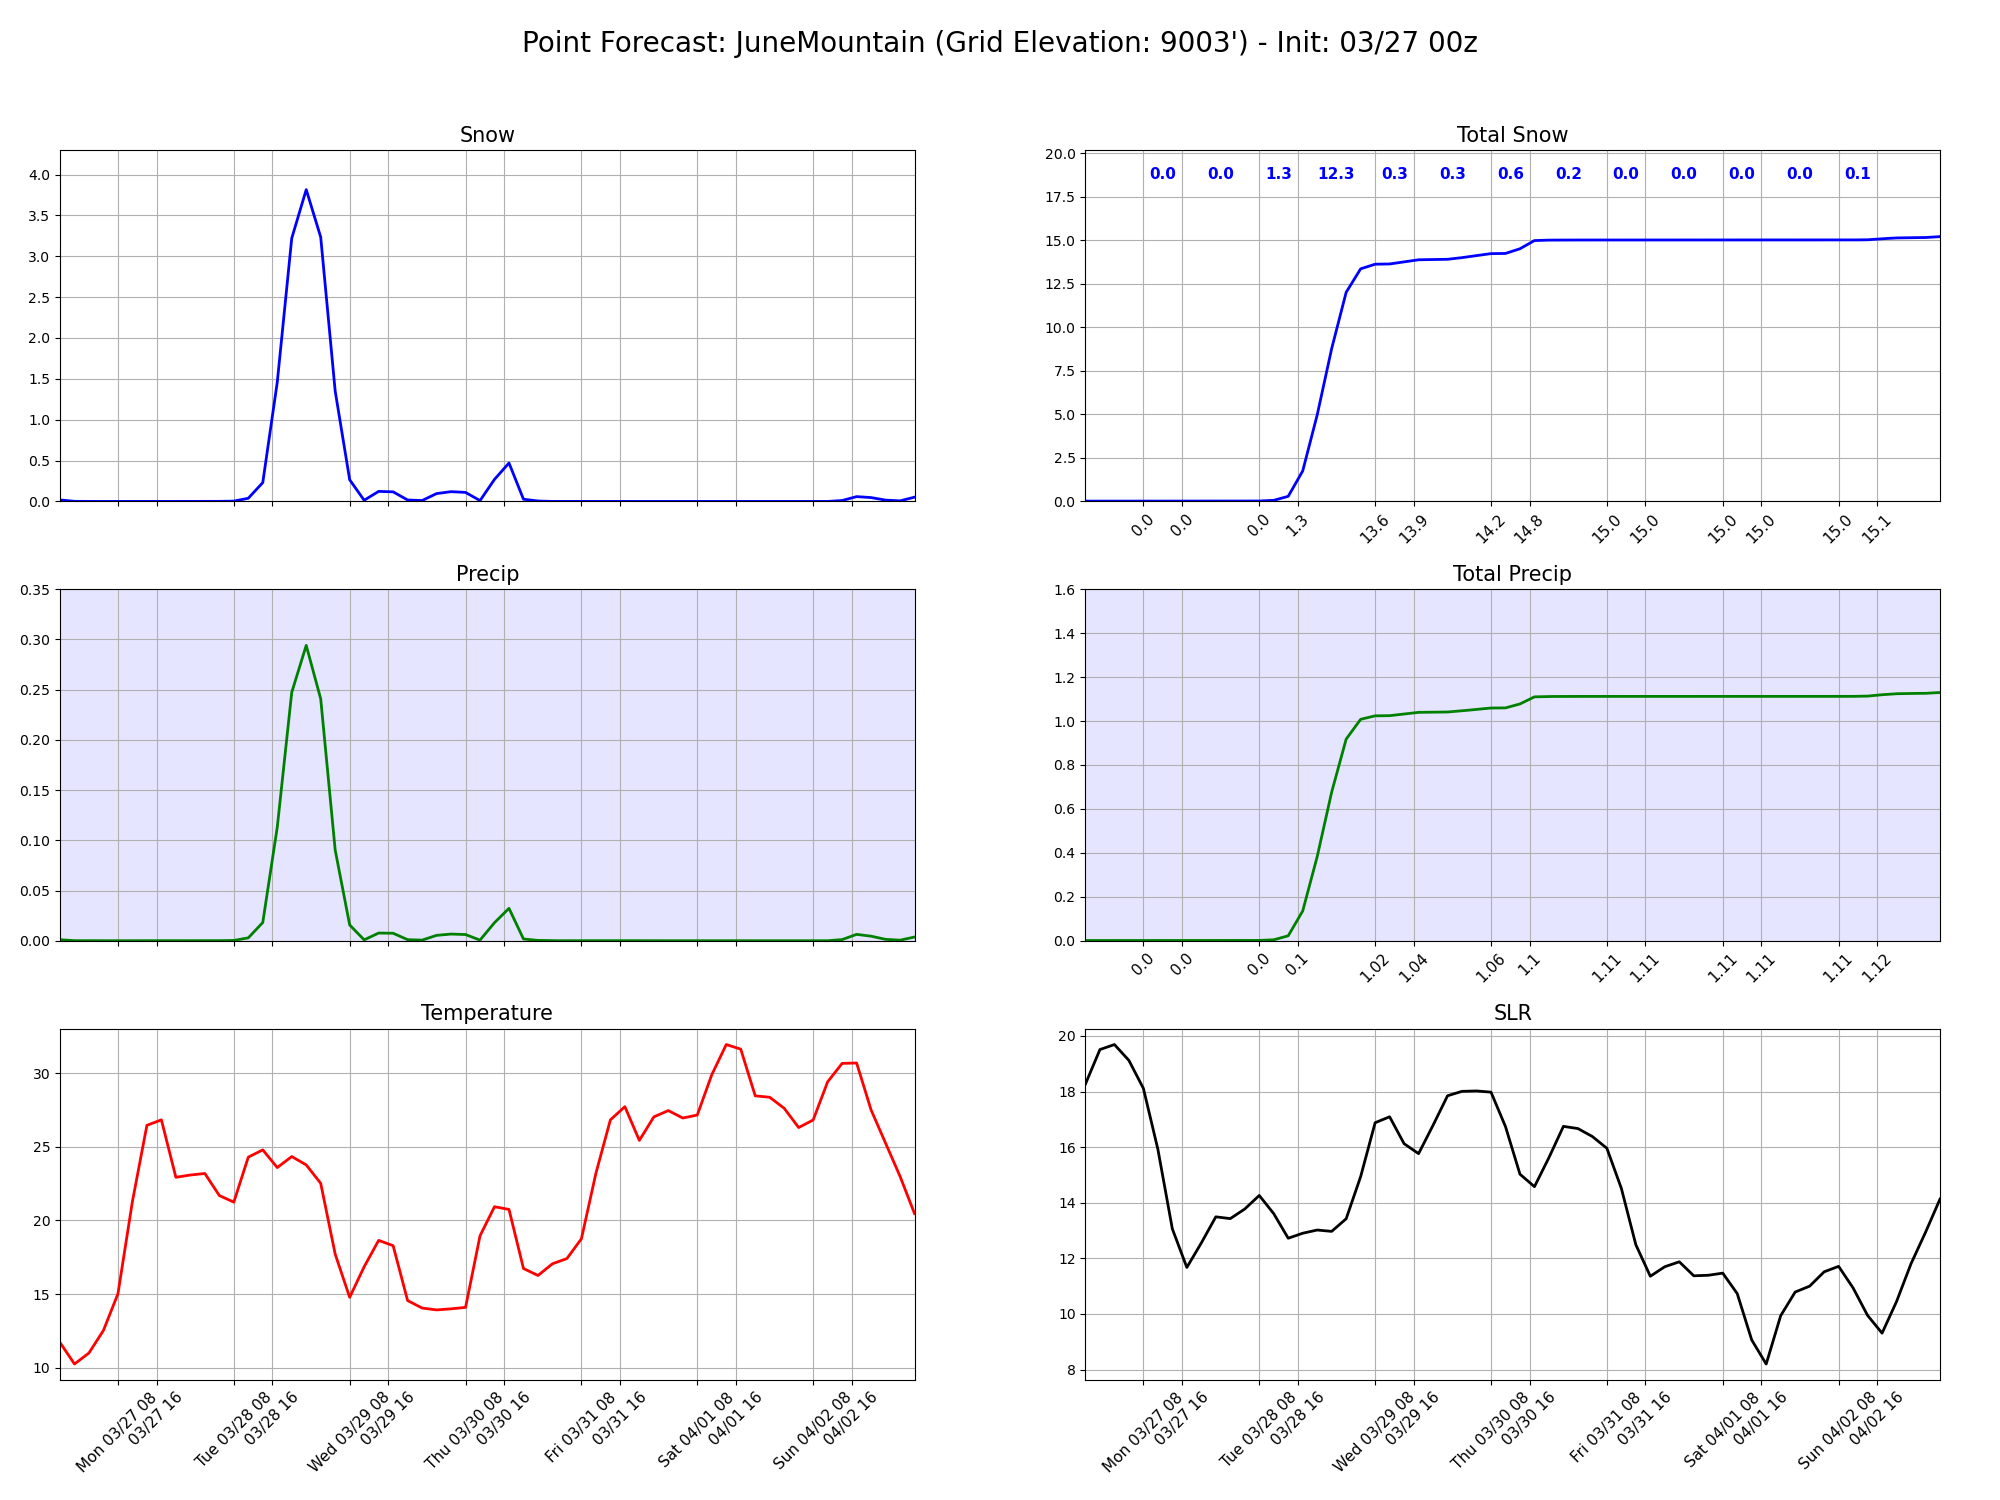 Point Forecast: JuneMountain (Grid Elevation: 9003') - Init: 03/27 00z
Snow
4.0
3.5
3.0
2.5
2.0
1.5
1.0
0.5
0.0
Total Snow
20.0
17.5
15.0
12.5
10.0
7.5
5.0
2.5
0.0
0.0 0.0 1.3 12.3 0.3 0.3 0.6 0.2 0.0 0.0 0.0 0.0 0.1
0.0 0.0 0.0 1.3 13.6 13.9 14.2 14.8 15.0 15.0 15.0 15.0 15.0 15.1
Precip
0.35
0.30
0.25
0.20
0.15
0.10
0.05
0.00
Total Precip
1.6
1.4
1.2
1.0
0.8
0.6
0.4
0.2
0.0
0.0 0.0 0.0 0.1 1.02 1.04 1.06 1.1 1.11 1.11 1.11 1.11 1.11 1.12
Temperature
30
25
20
15
10
Mon 03/27 08
03/27 16
Tue 03/28 08
03/28 16
Wed 03/29 08
03/29 16
Thu 03/30 08
03/30 16
Fri 03/31 08
03/31 16
Sat 04/01 08
04/01 16
Sun 04/02 08
04/02 16
SLR
20
18
16
14
12
10
8
Mon 03/27 08
03/27 16
Tue 03/28 08
03/28 16
Wed 03/29 08
03/29 16
Thu 03/30 08
03/30 16
Fri 03/31 08
03/31 16
Sat 04/01 08
04/01 16
Sun 04/02 08
04/02 16